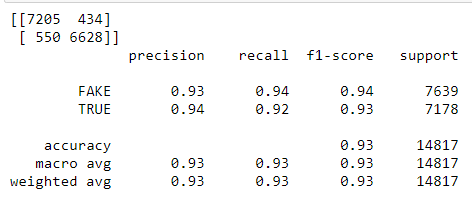 [[7205 434]
[ 550 6628]]
precision recall f1-score support
FAKE 0.93 0.94 0.94 7639
TRUE 0.94 0.92 0.93 7178
accuracy 0.93 14817
macro avg 0.93 0.93 0.93 14817
weighted avg 0.93 0.93 0.93 14817